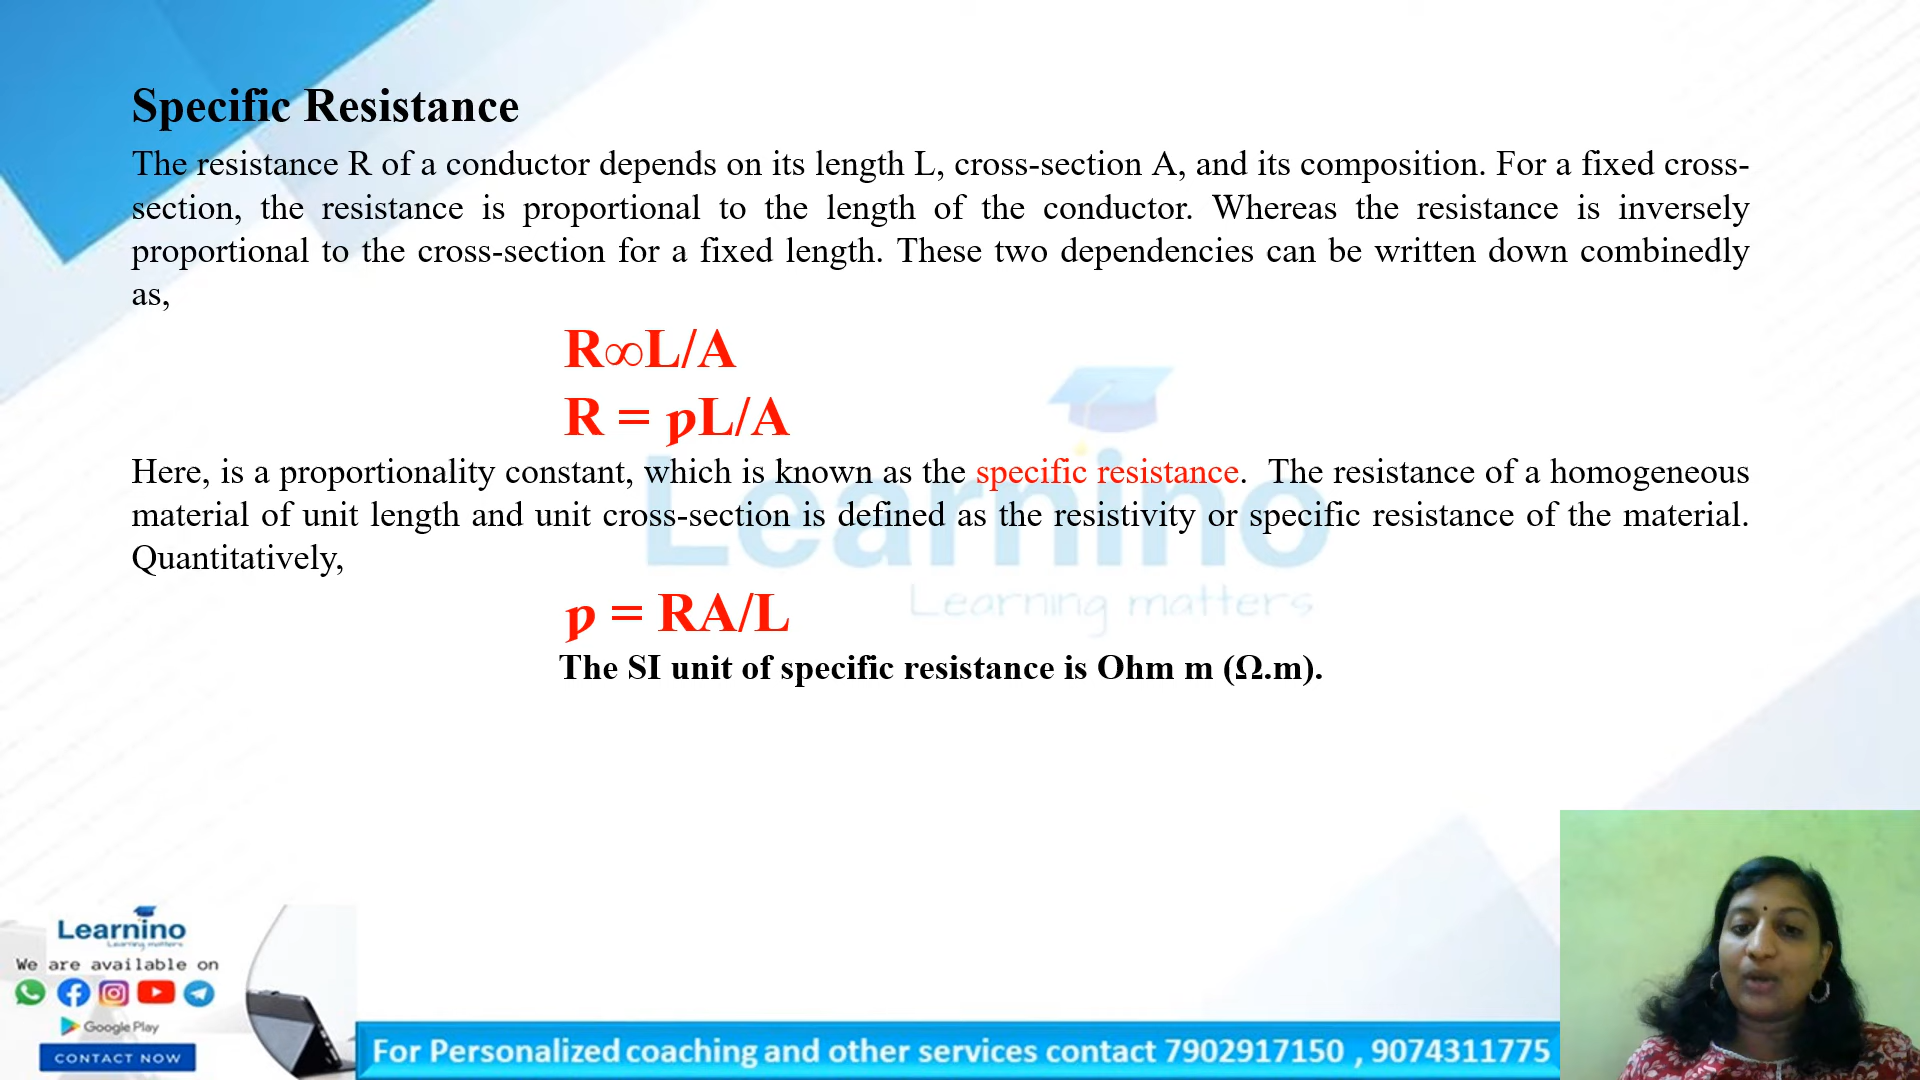 Specific Resistance
The resistance R of a conductor depends on its length L, cross-section A, and its composition. For a fixed cross-
section, the resistance is proportional to the length of the conductor. Whereas the resistance is inversely
proportional to the cross-section for a fixed length. These two dependencies can be written down combinedly
as,
R∞L/A
R = 𝑝L/A
Here, is a proportionality constant, which is known as the specific resistance. The resistance of a homogeneous
material of unit length and unit cross-section is defined as the resistivity or specific resistance of the material.
Quantitatively,
𝑝 = RA/L
The SI unit of specific resistance is Ohm m (Ω.m).
Learnino
Learning matters
Learnino
Learning matters
We are available on
Google Play
CONTACT NOW
For Personalized coaching and other services contact 7902917150 , 9074311775